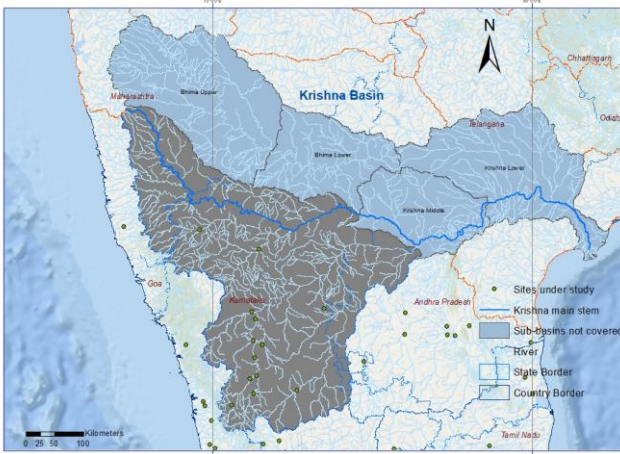 N
Chhattisgarh
Maharashtra
Bhima Upper
Krishna Basin
Telangana
Odish
Bhima Lower
Krishna Lower
Krishna Middle
Goa
Karnataka
Andhra Pradesh
Sites under study
Krishna main stem
Sub-basins not covered
River
State Border
Country Border
Kilometers
0 25 50 100
Tamil Nadu